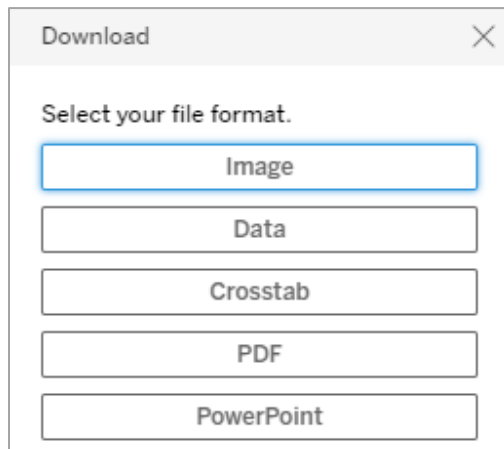 Download
Select your file format.
Image
Data
Crosstab
PDF
PowerPoint